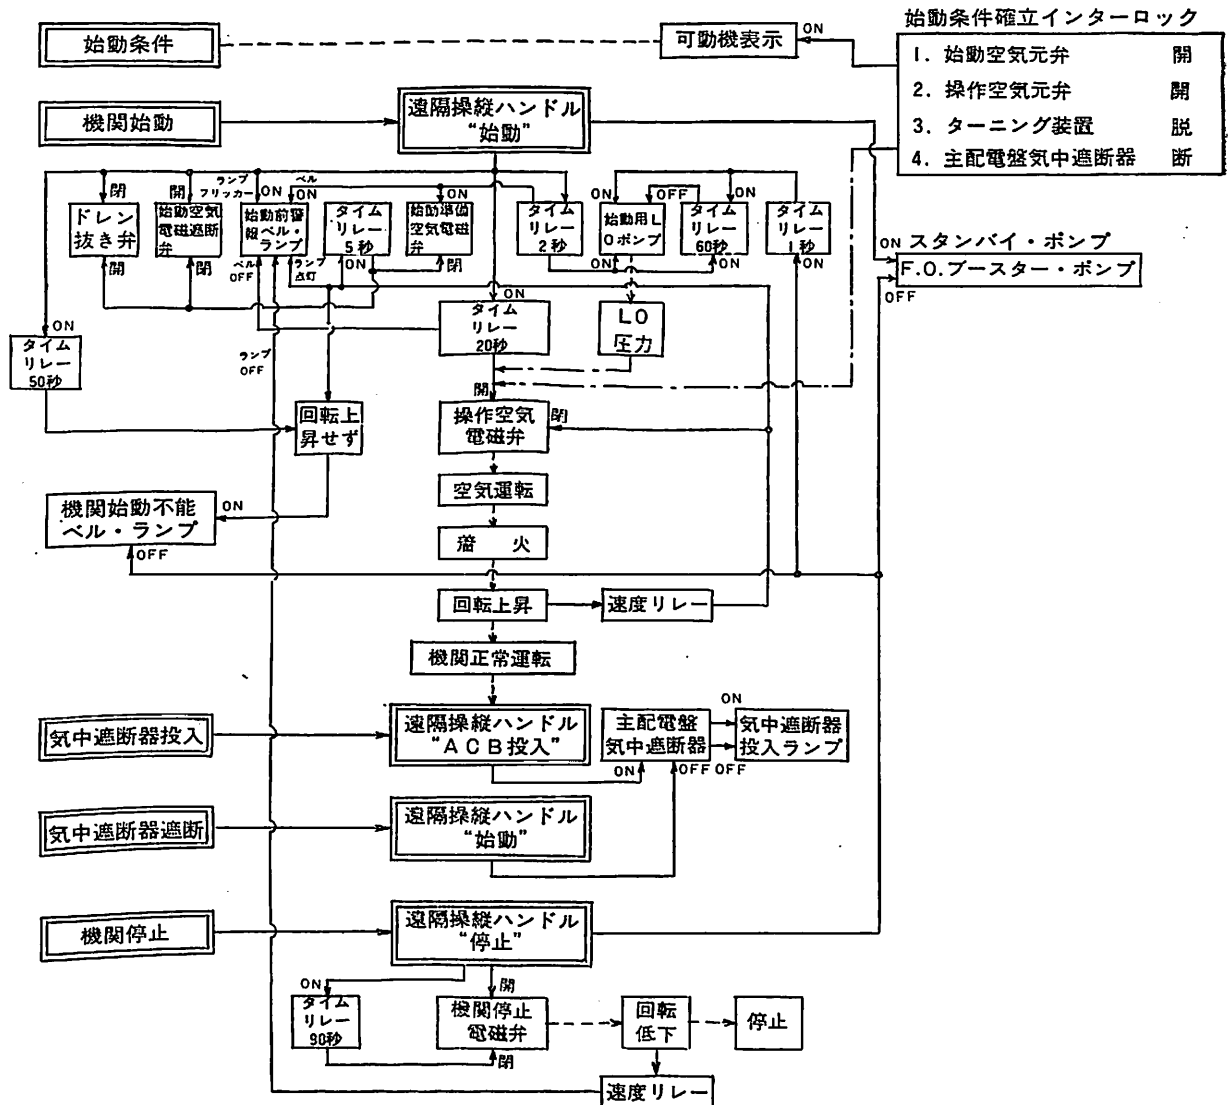 始動条件確立インターロック
始動条件
可動機表示
ON
1. 始動空気元弁 開
2. 操作空気元弁 開
3. ターニング装置 脱
4. 主配電盤気中遮断器 断
機関始動
遠隔操縦ハンドル
“始動”
閉
開
ランプ
フリッカー
ON
ベル
ON
ON
ON
OFF
ON
ドレン
抜き弁
始動空気
電磁遮断
弁
始動前警
報ベル・
ランプ
タイム
リレー
5秒
始動準備
空気電磁
弁
タイム
リレー
2秒
始動用L
Oポンプ
タイム
リレー
60秒
タイム
リレー
1秒
開
閉
ベル
OFF
ランプ
点灯
ON
閉
ON
ON
ON
ON スタンバイ・ポンプ
F.O.ブースター・ポンプ
OFF
ON
タイム
リレー
50秒
ランプ
OFF
ON
タイム
リレー
20秒
LO
圧力
回転上
昇せず
開
操作空気
電磁弁
閉
空気運転
機関始動不能
ベル・ランプ
ON
OFF
火
回転上昇
速度リレー
機関正常運転
気中遮断器投入
遠隔操縦ハンドル
“ACB投入”
主配電盤
気中遮断器
ON
気中遮断器
投入ランプ
ON
OFF OFF
気中遮断器遮断
遠隔操縦ハンドル
“始動”
機関停止
遠隔操縦ハンドル
“停止”
ON
タイム
リレー
90秒
開
機関停止
電磁弁
閉
回転
低下
停止
速度リレー